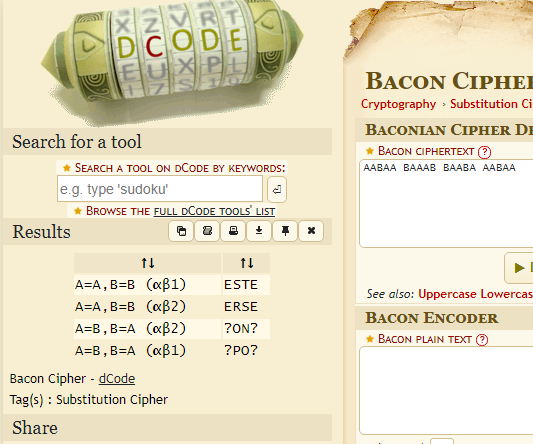 DCODE
Search for a tool
★ Search a tool on dCode by keywords:
e.g. type 'sudoku'
★ Browse the full dCode tools' list
Results
↑↓ ↑↓
A=A,B=B (αβ1) ESTE
A=A,B=B (αβ2) ERSE
A=B,B=A (αβ2) ?ON?
A=B,B=A (αβ1) ?PO?
Bacon Cipher - dCode
Tag(s) : Substitution Cipher
Share
Bacon Cipher
Cryptography › Substitution Ci
Baconian Cipher De
★ Bacon ciphertext ?
AABAA BAAAB BAABA AABAA
▶ D
See also: Uppercase Lowercas
Bacon Encoder
★ Bacon plain text ?